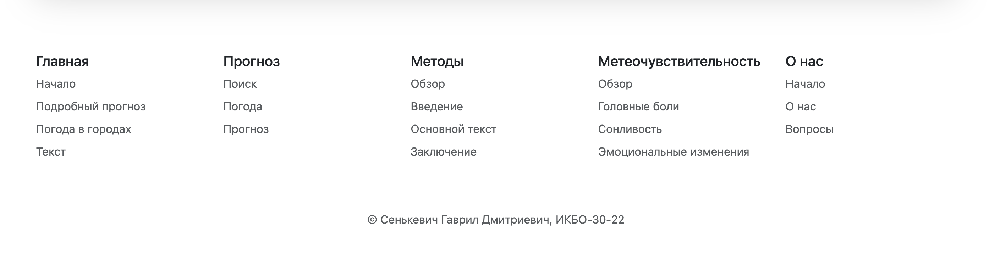 Главная
Начало
Подробный прогноз
Погода в городах
Текст
Прогноз
Поиск
Погода
Прогноз
Методы
Обзор
Введение
Основной текст
Заключение
Метеочувствительность
Обзор
Головные боли
Сонливость
Эмоциональные изменения
О нас
Начало
О нас
Вопросы
© Сенькевич Гаврил Дмитриевич, ИКБО-30-22